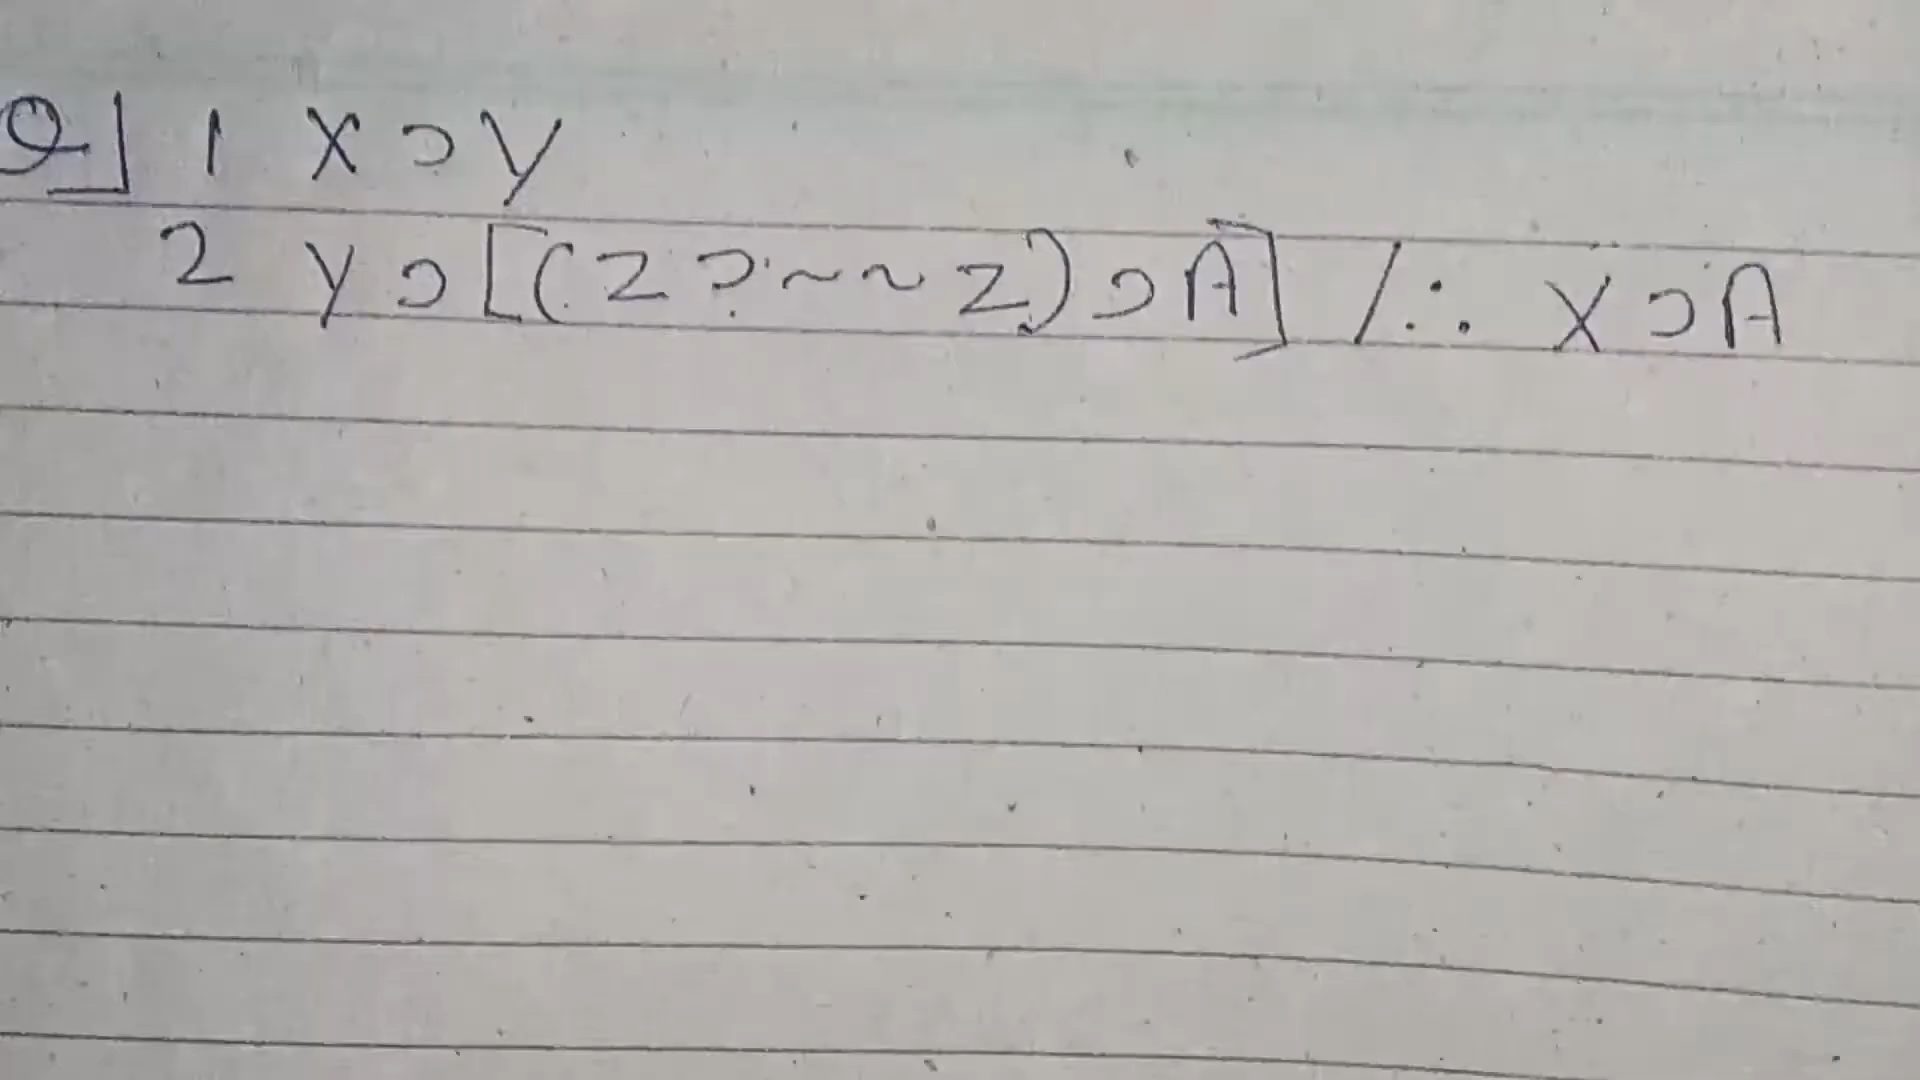 Q] 1 X ⊃ Y
2 Y ⊃ [(Z ⊃ ~~Z) ⊃ A] /∴ X ⊃ A